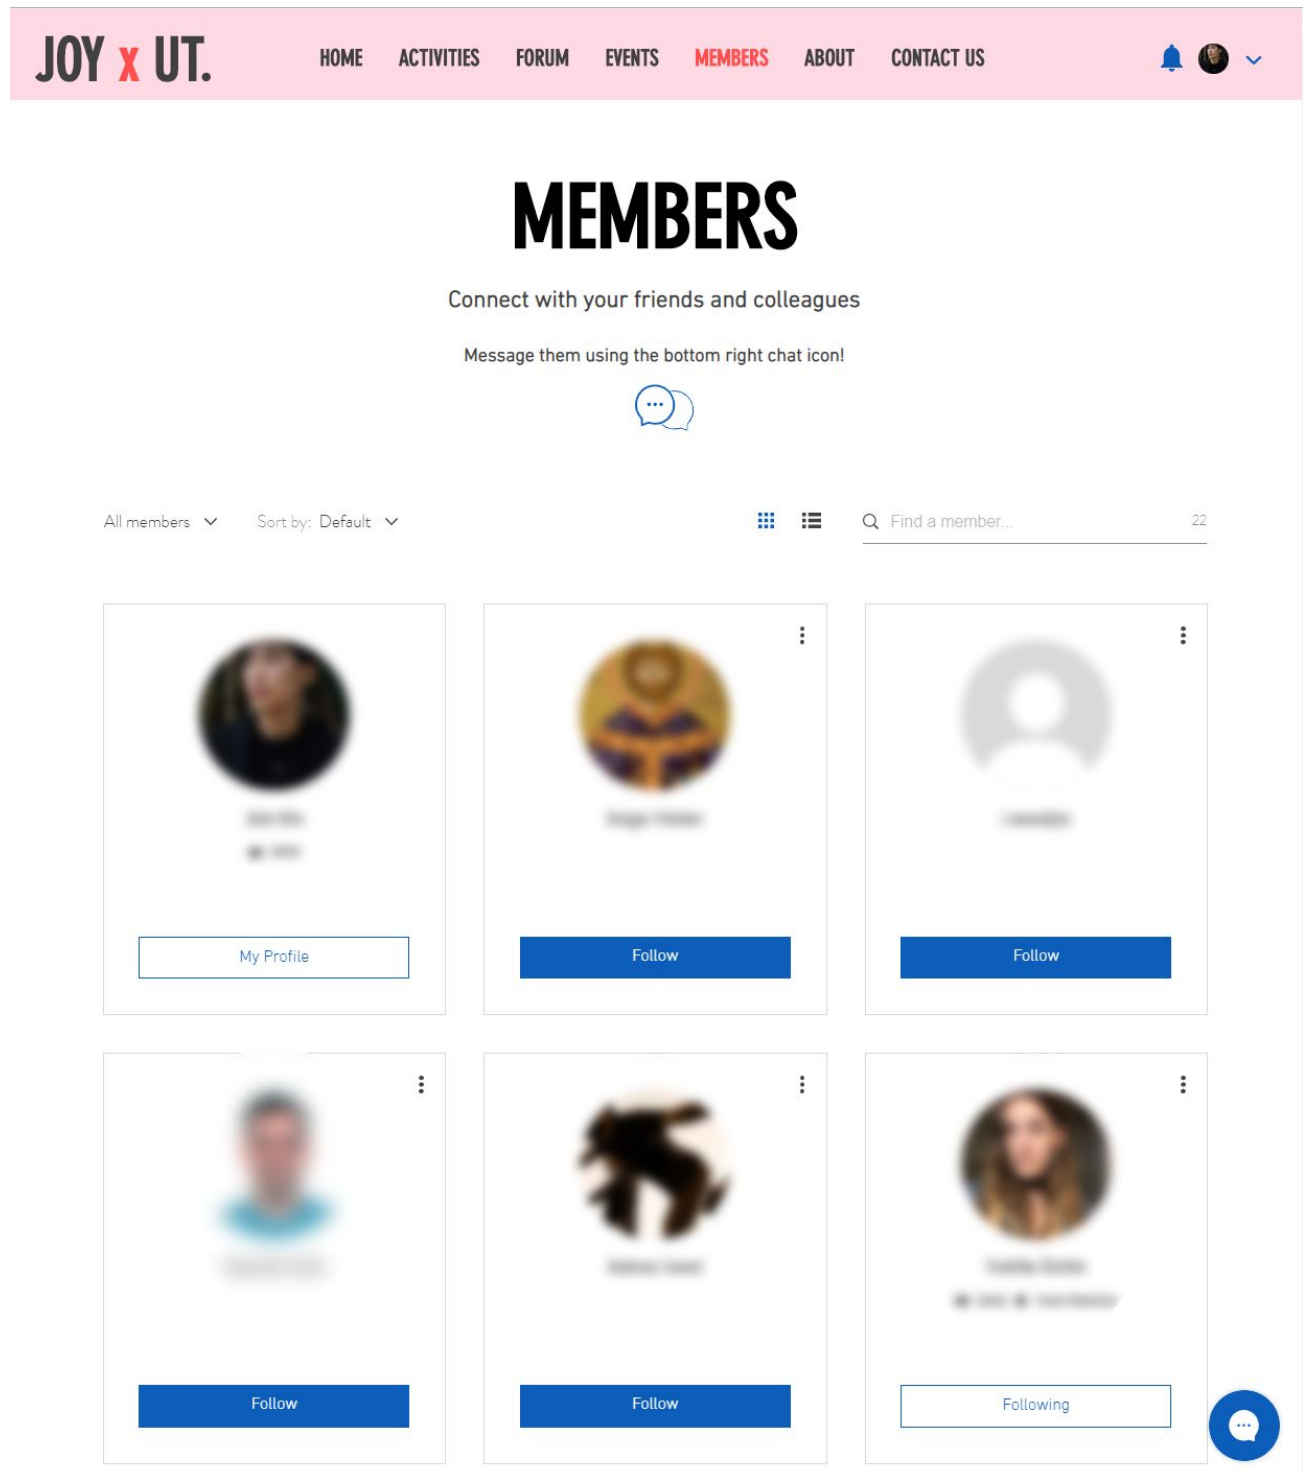 JOY x UT.
HOME ACTIVITIES FORUM EVENTS MEMBERS ABOUT CONTACT US
MEMBERS
Connect with your friends and colleagues
Message them using the bottom right chat icon!
All members Sort by: Default Find a member... 22
My Profile Follow Follow
Follow Follow Following